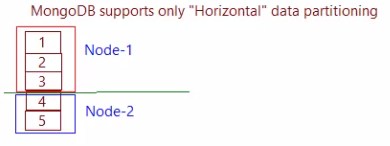 MongoDB supports only "Horizontal" data partitioning
1
Node-1
2
3
4
Node-2
5